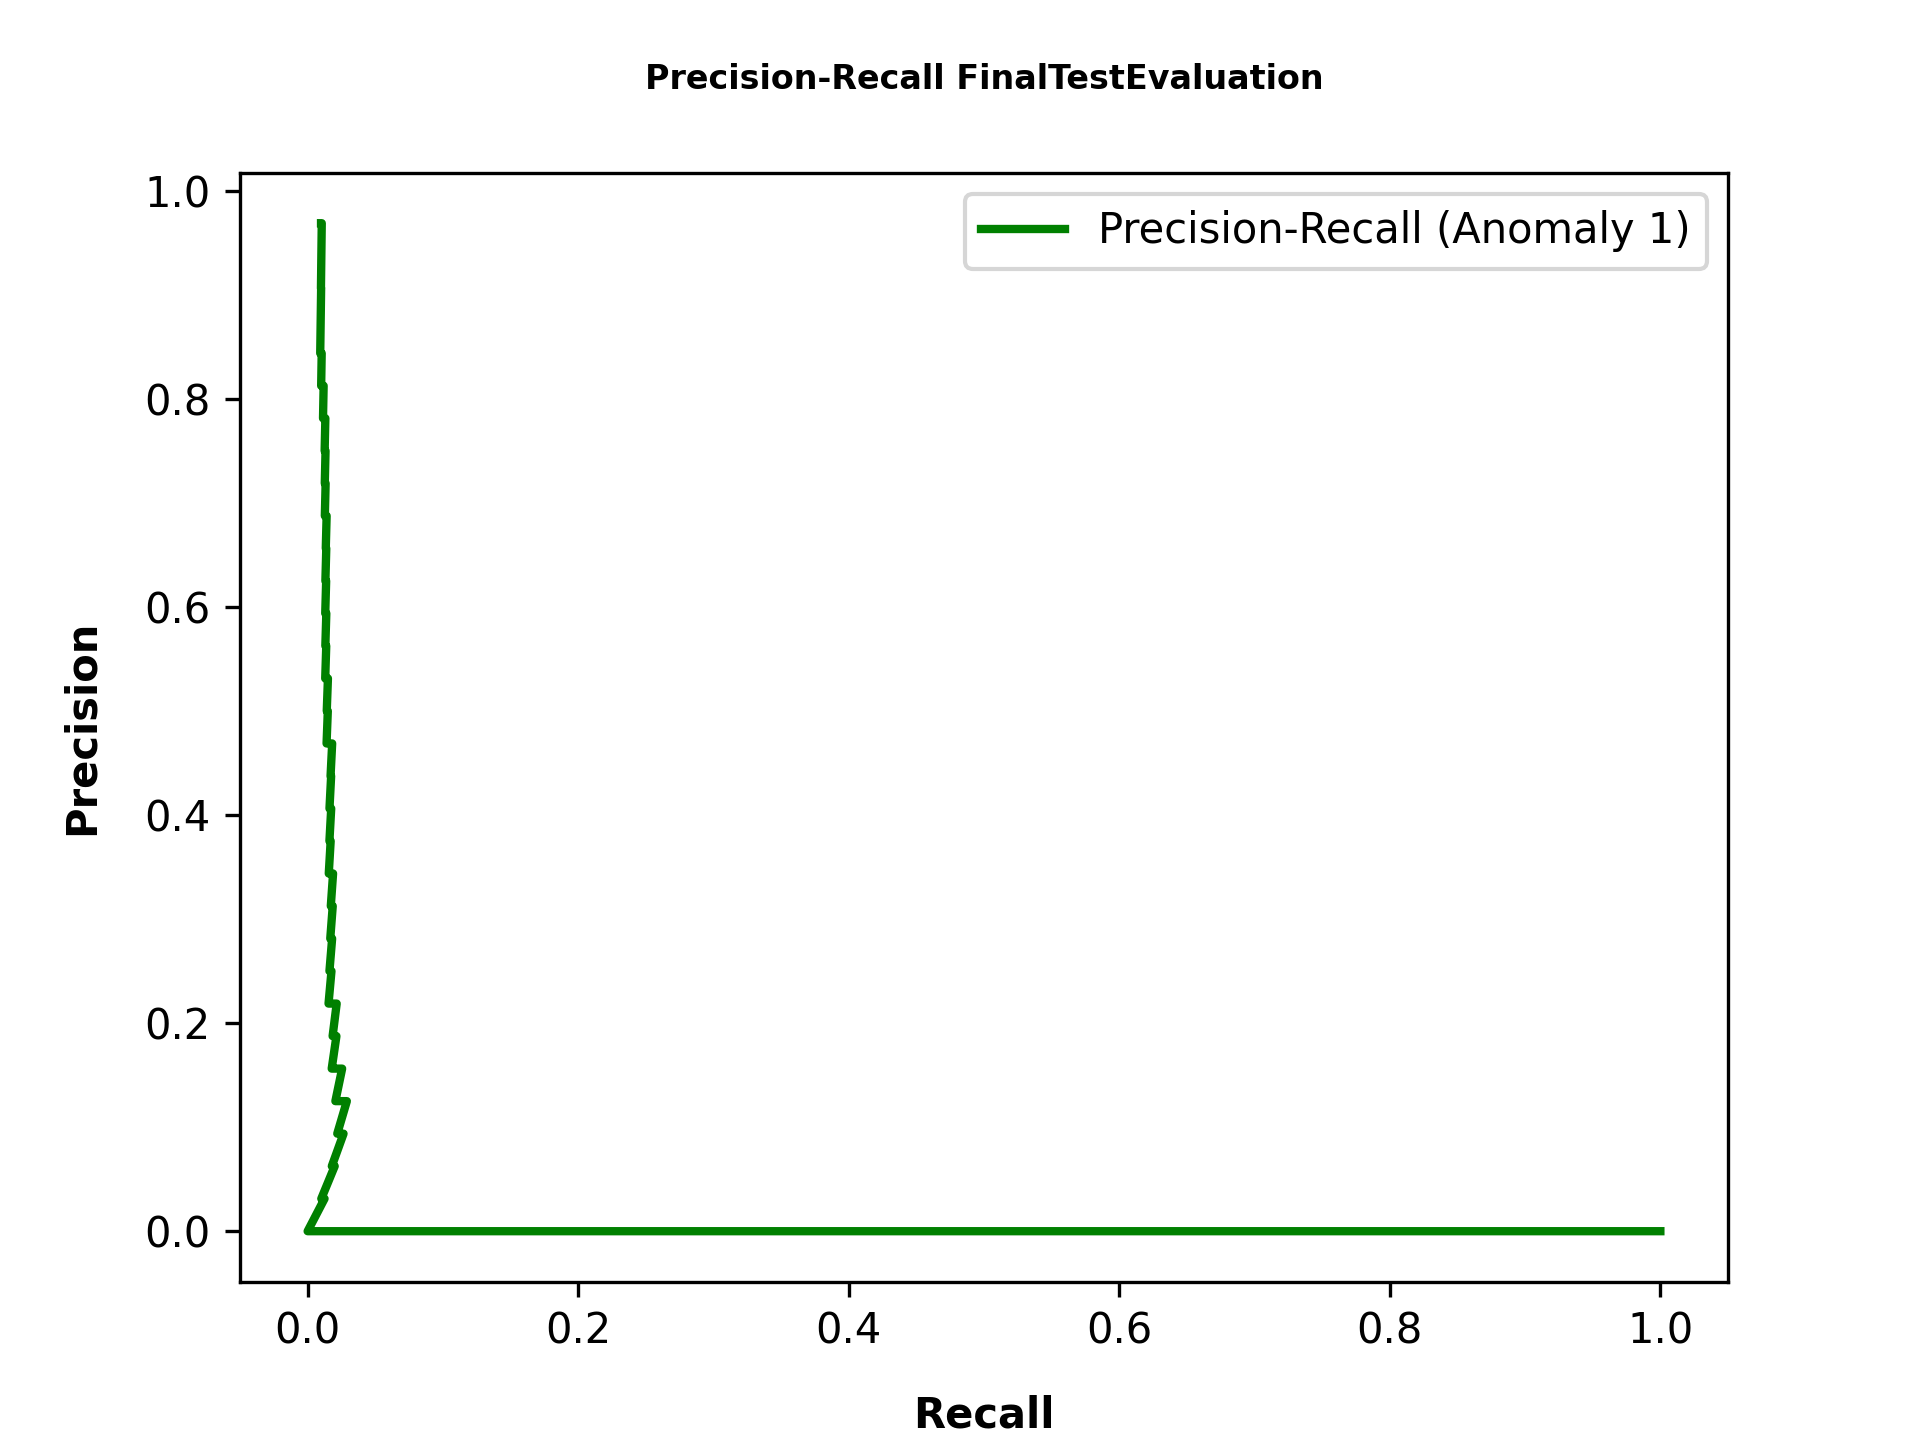 Precision-Recall FinalTestEvaluation
Precision-Recall (Anomaly 1)
1.0
0.8
0.6
0.4
0.2
0.0
Precision
0.0 0.2 0.4 0.6 0.8 1.0
Recall